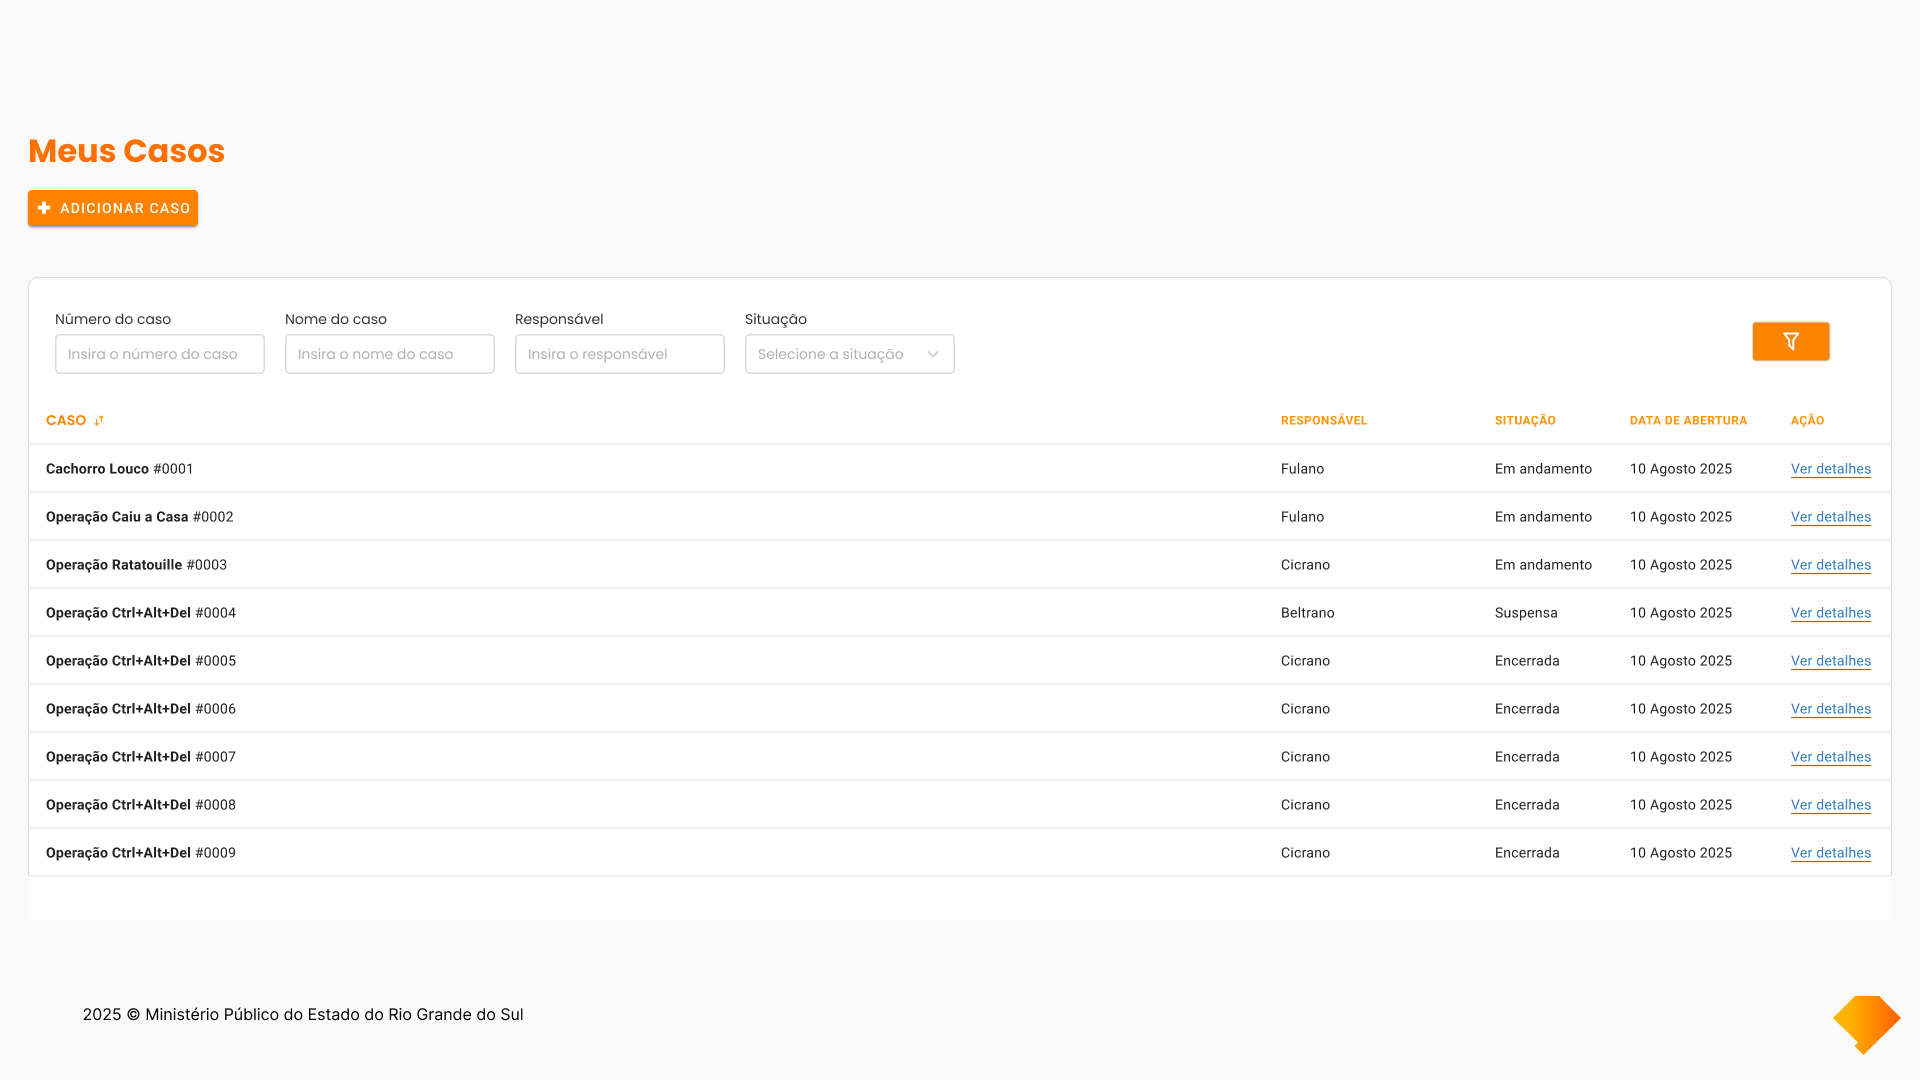 Meus Casos
ADICIONAR CASO
Número do caso Nome do caso Responsável Situação
Insira o número do caso Insira o nome do caso Insira o responsável Selecione a situação
CASO RESPONSÁVEL SITUAÇÃO DATA DE ABERTURA AÇÃO
Cachorro Louco #0001 Fulano Em andamento 10 Agosto 2025 Ver detalhes
Operação Caiu a Casa #0002 Fulano Em andamento 10 Agosto 2025 Ver detalhes
Operação Ratatouille #0003 Cicrano Em andamento 10 Agosto 2025 Ver detalhes
Operação Ctrl+Alt+Del #0004 Beltrano Suspensa 10 Agosto 2025 Ver detalhes
Operação Ctrl+Alt+Del #0005 Cicrano Encerrada 10 Agosto 2025 Ver detalhes
Operação Ctrl+Alt+Del #0006 Cicrano Encerrada 10 Agosto 2025 Ver detalhes
Operação Ctrl+Alt+Del #0007 Cicrano Encerrada 10 Agosto 2025 Ver detalhes
Operação Ctrl+Alt+Del #0008 Cicrano Encerrada 10 Agosto 2025 Ver detalhes
Operação Ctrl+Alt+Del #0009 Cicrano Encerrada 10 Agosto 2025 Ver detalhes
2025 © Ministério Público do Estado do Rio Grande do Sul